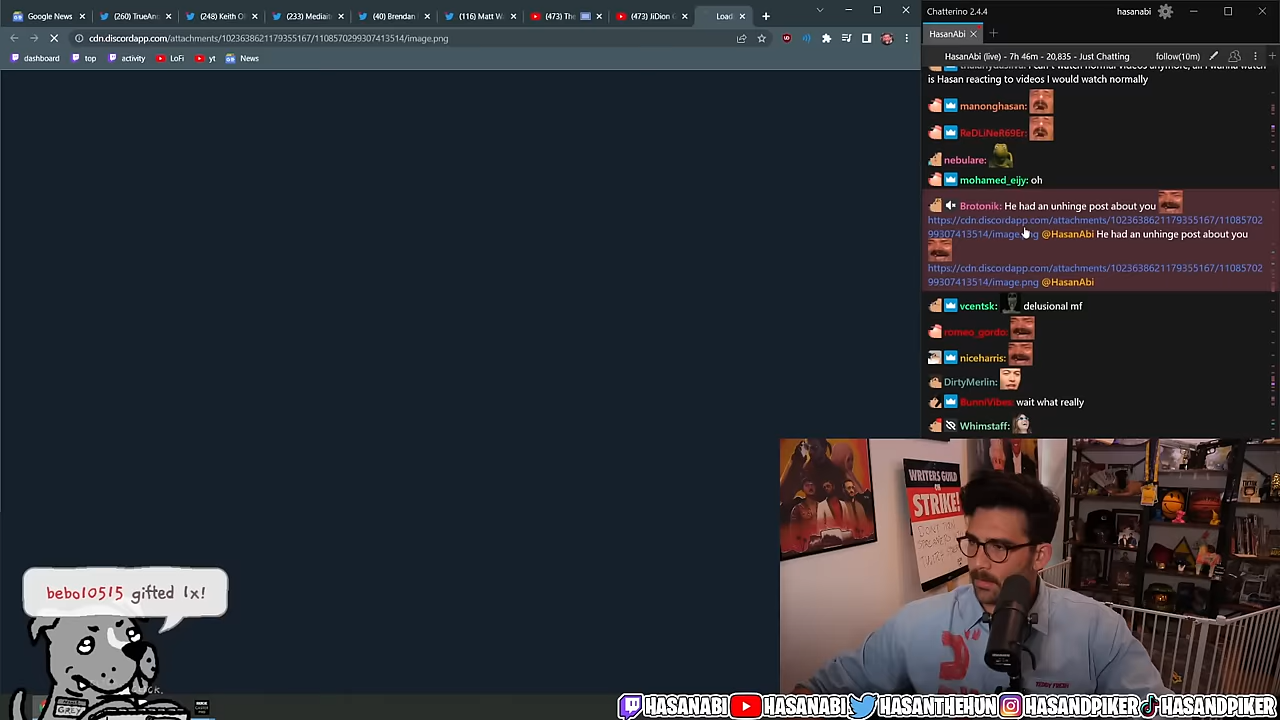 Google News
(260) TrueAn
(248) Keith O
(233) Mediait
(40) Brendan
(116) Matt W
(473) The
(473) JiDion
Load
cdn.discordapp.com/attachments/1023638621179355167/1108570299307413514/image.png
dashboard
top
activity
LoFi
yt
News
Chatterino 2.4.4
hasanabi
HasanAbi
HasanAbi (live) - 7h 46m - 20,835 - Just Chatting
follow(10m)
is Hasan reacting to videos I would watch normally
manonghasan:
ReDLiNeR69Er:
nebulare:
mohamed_eijy: oh
Brotonik: He had an unhinge post about you
https://cdn.discordapp.com/attachments/1023638621179355167/11085702
99307413514/image.png @HasanAbi He had an unhinge post about you
https://cdn.discordapp.com/attachments/1023638621179355167/11085702
99307413514/image.png @HasanAbi
vcentsk: delusional mf
romeo_gordo:
niceharris:
DirtyMerlin:
BunniVibes: wait what really
Whimstaff:
WRITERS GUILD
ON
STRIKE!
bebo10515 gifted 1x!
GREY
HASANABI
HASANABI
HASANTHEHUN
HASANDPIKER
HASANDPIKER